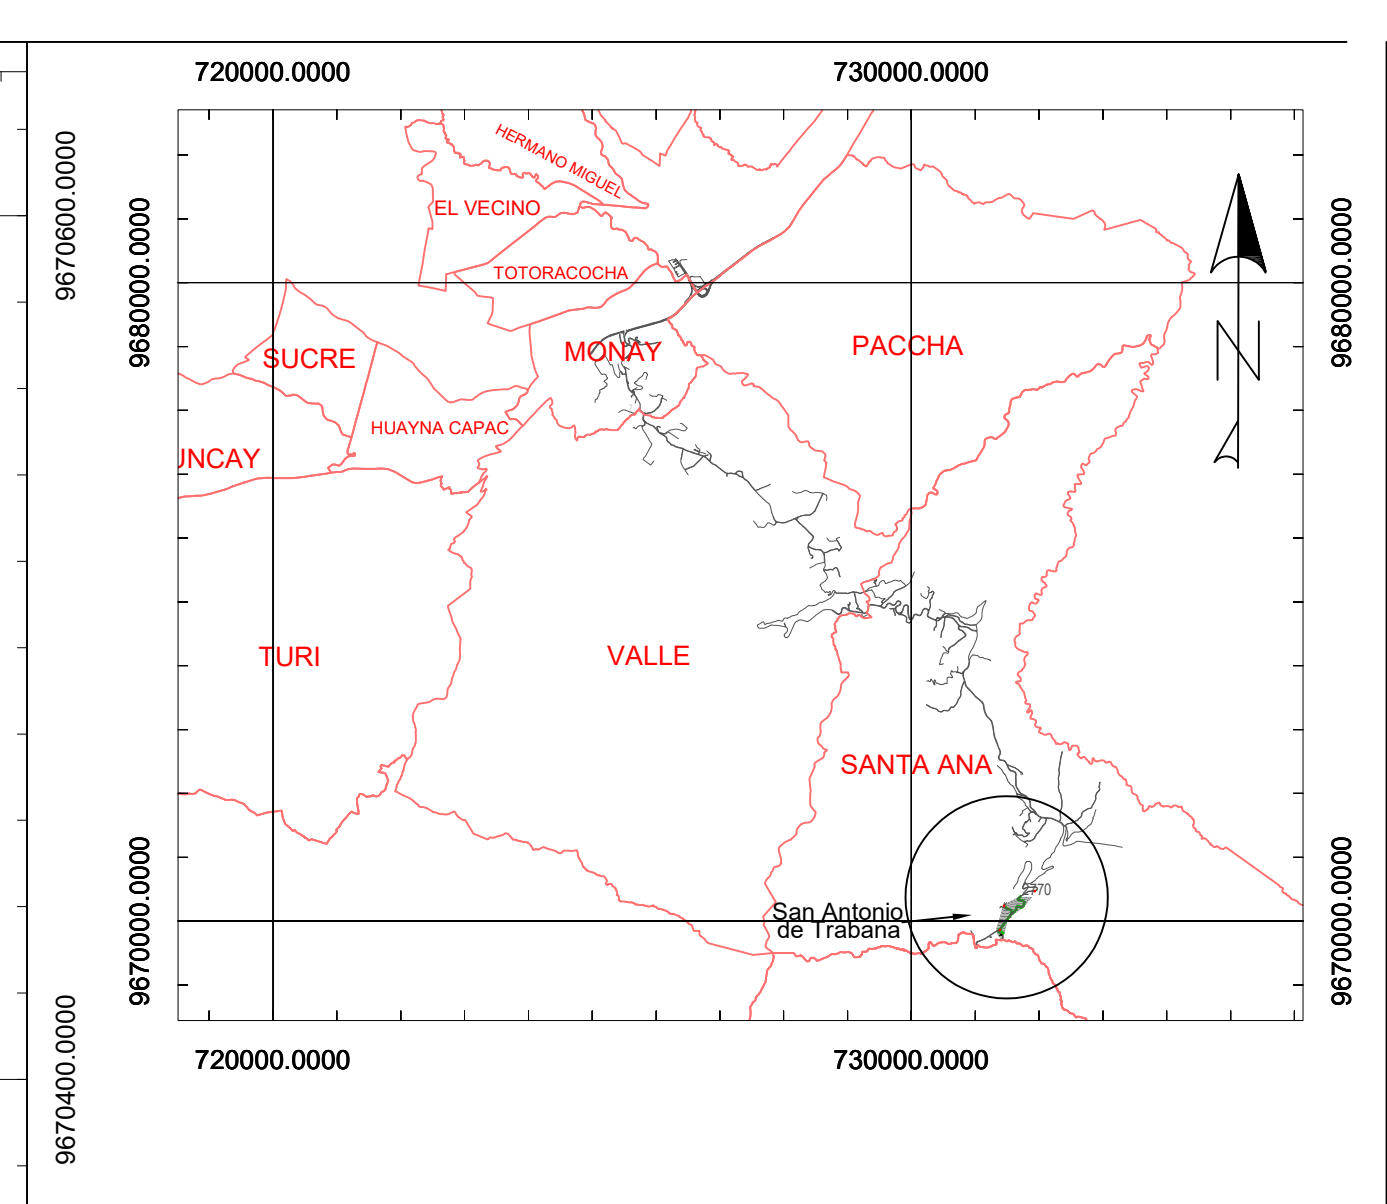 720000.0000
730000.0000
9670600.0000
9680000.0000
9680000.0000
HERMANO MIGUEL
EL VECINO
TOTORACOCHA
SUCRE
MONAY
PACCHA
N
HUAYNA CAPAC
UNCAY
TURI
VALLE
SANTA ANA
2770
San Antonio
de Trabana
9670000.0000
9670000.0000
9670400.0000
720000.0000
730000.0000